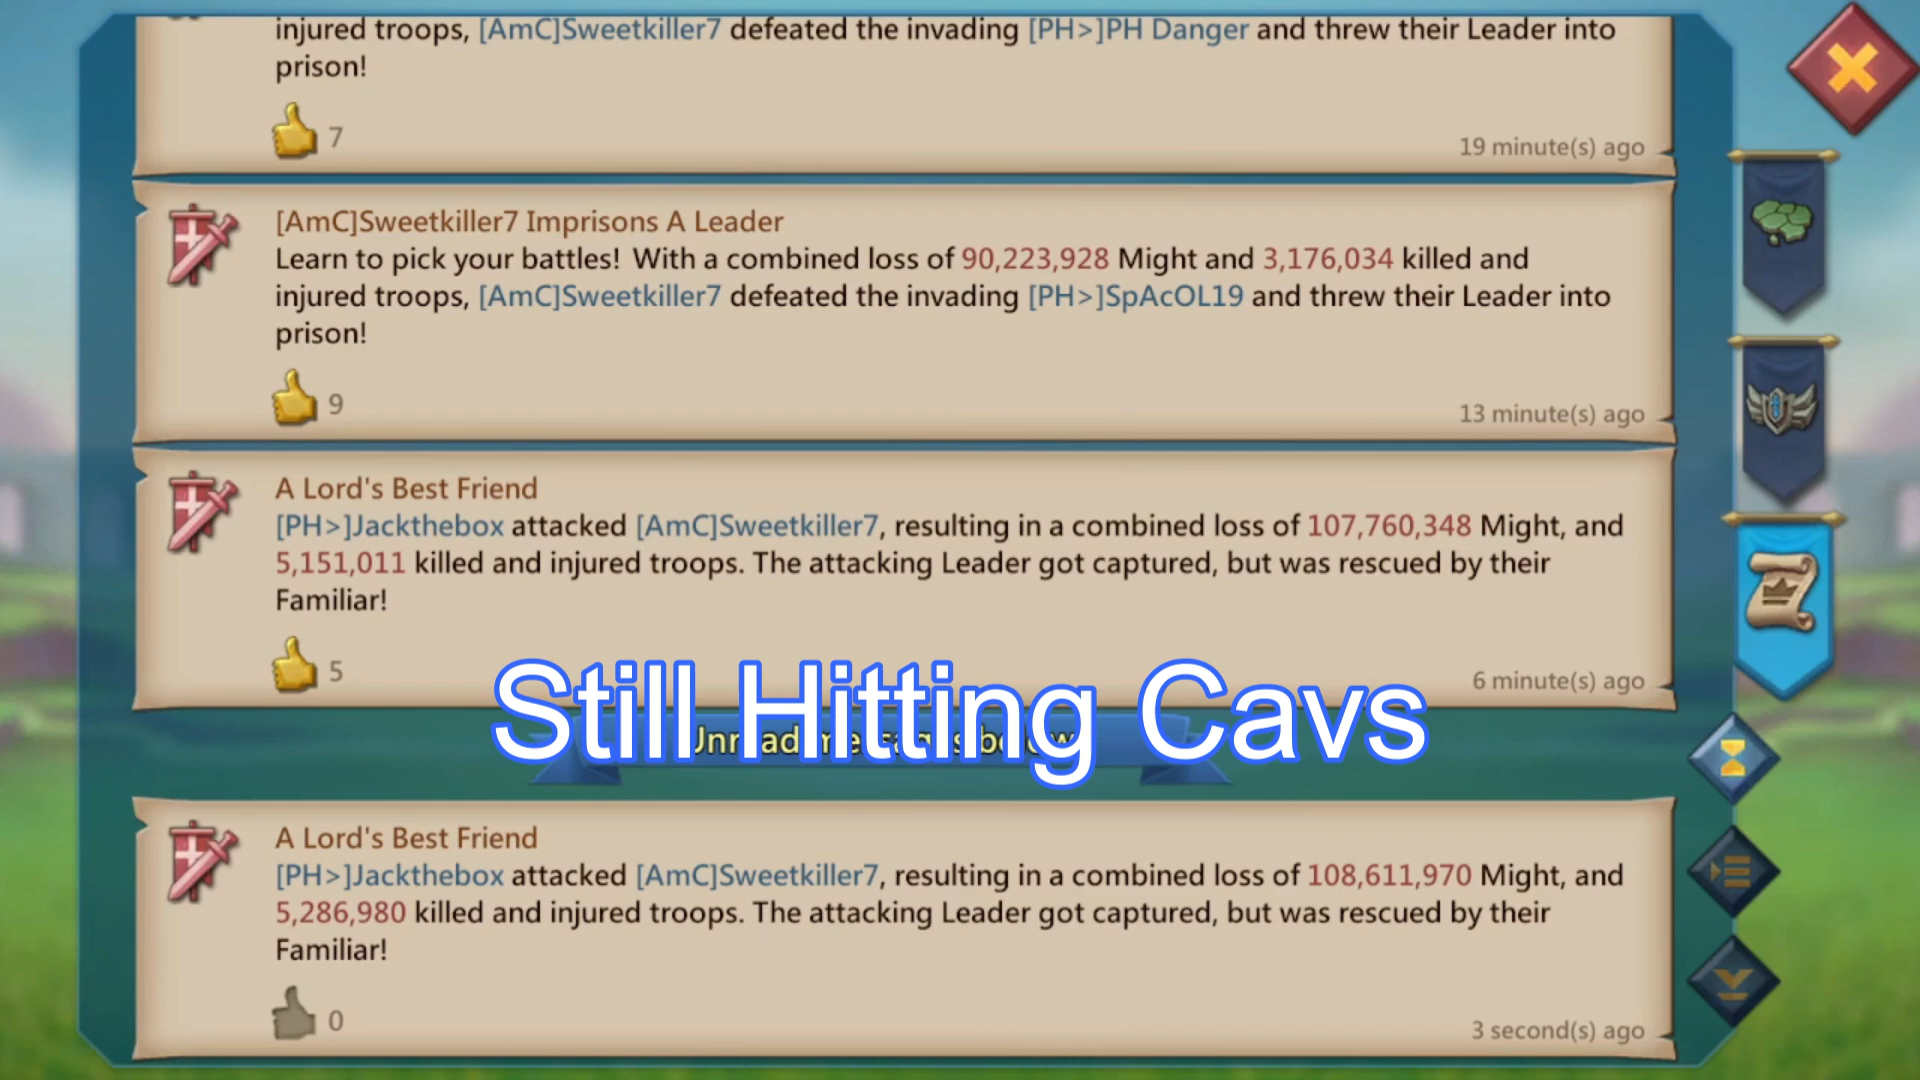 injured troops, [AmC]Sweetkiller7 defeated the invading [PH>]PH Danger and threw their Leader into
prison!
7
19 minute(s) ago
[AmC]Sweetkiller7 Imprisons A Leader
Learn to pick your battles! With a combined loss of 90,223,928 Might and 3,176,034 killed and
injured troops, [AmC]Sweetkiller7 defeated the invading [PH>]SpAcOL19 and threw their Leader into
prison!
9
13 minute(s) ago
A Lord's Best Friend
[PH>]Jackthebox attacked [AmC]Sweetkiller7, resulting in a combined loss of 107,760,348 Might, and
5,151,011 killed and injured troops. The attacking Leader got captured, but was rescued by their
Familiar!
5
6 minute(s) ago
Still Hitting Cavs
Unread messages below
A Lord's Best Friend
[PH>]Jackthebox attacked [AmC]Sweetkiller7, resulting in a combined loss of 108,611,970 Might, and
5,286,980 killed and injured troops. The attacking Leader got captured, but was rescued by their
Familiar!
0
3 second(s) ago